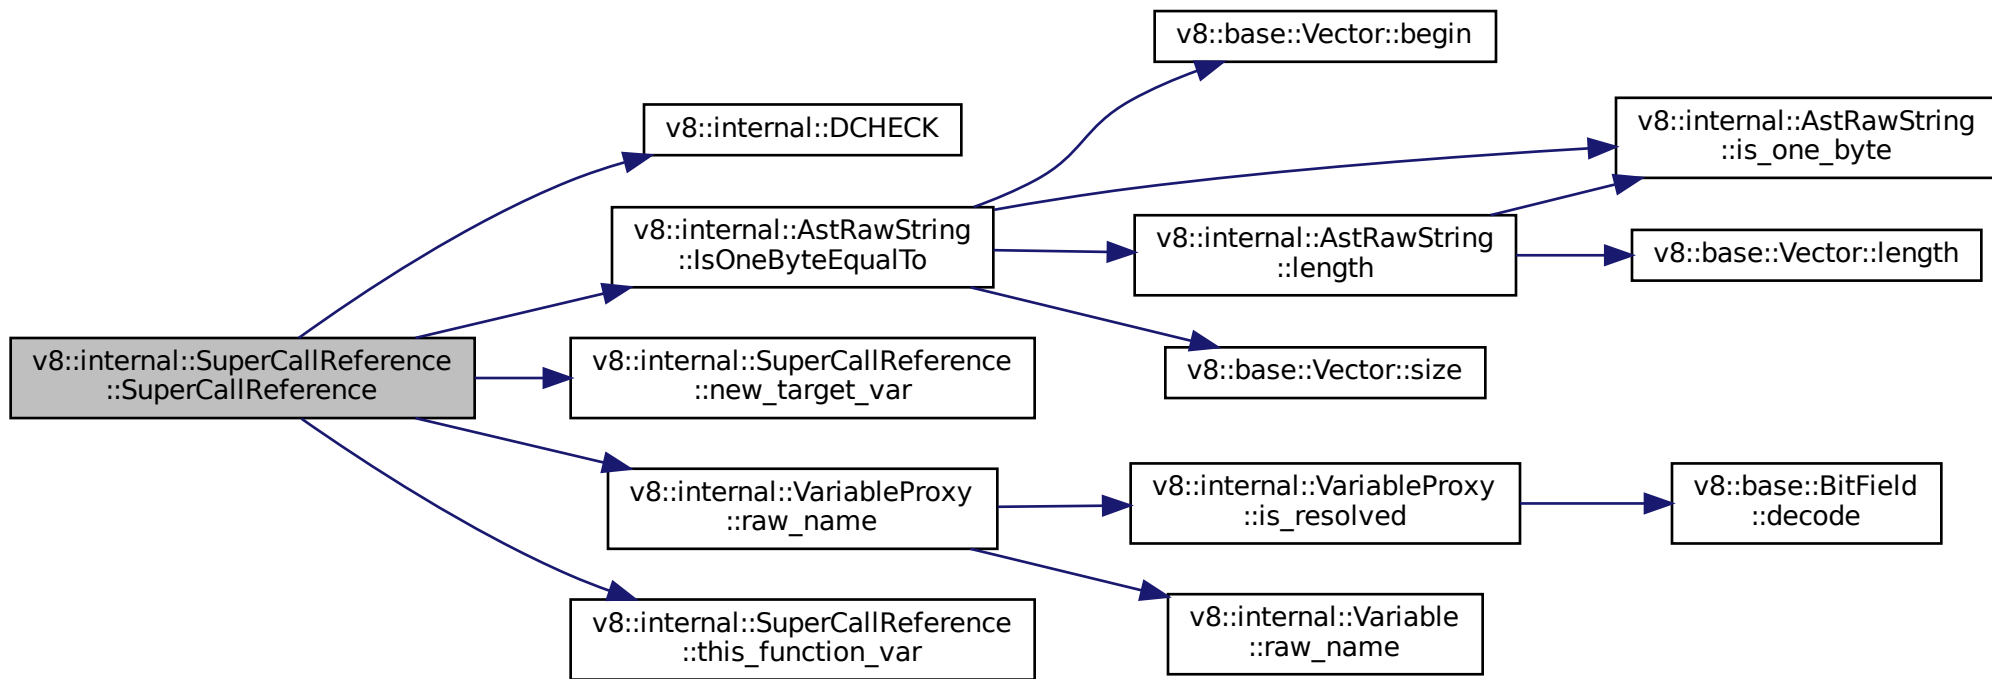 v8::base::Vector::begin
v8::internal::DCHECK
v8::internal::AstRawString
::is_one_byte
v8::internal::AstRawString
::IsOneByteEqualTo
v8::internal::AstRawString
::length
v8::base::Vector::length
v8::internal::SuperCallReference
::SuperCallReference
v8::internal::SuperCallReference
::new_target_var
v8::base::Vector::size
v8::internal::VariableProxy
::raw_name
v8::internal::VariableProxy
::is_resolved
v8::base::BitField
::decode
v8::internal::SuperCallReference
::this_function_var
v8::internal::Variable
::raw_name